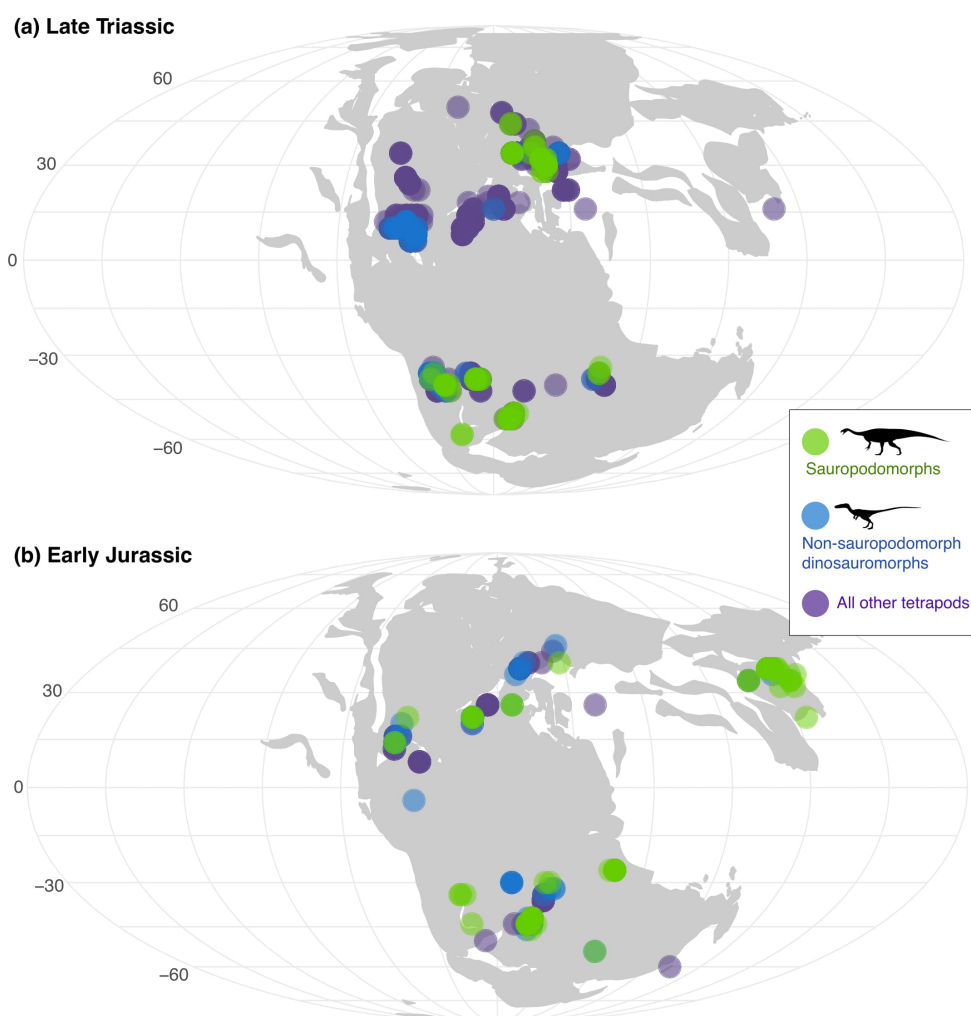 (a) Late Triassic
60
30
0
−30
−60
Sauropodomorphs
Non-sauropodomorph
dinosauromorphs
All other tetrapods
(b) Early Jurassic
60
30
0
−30
−60